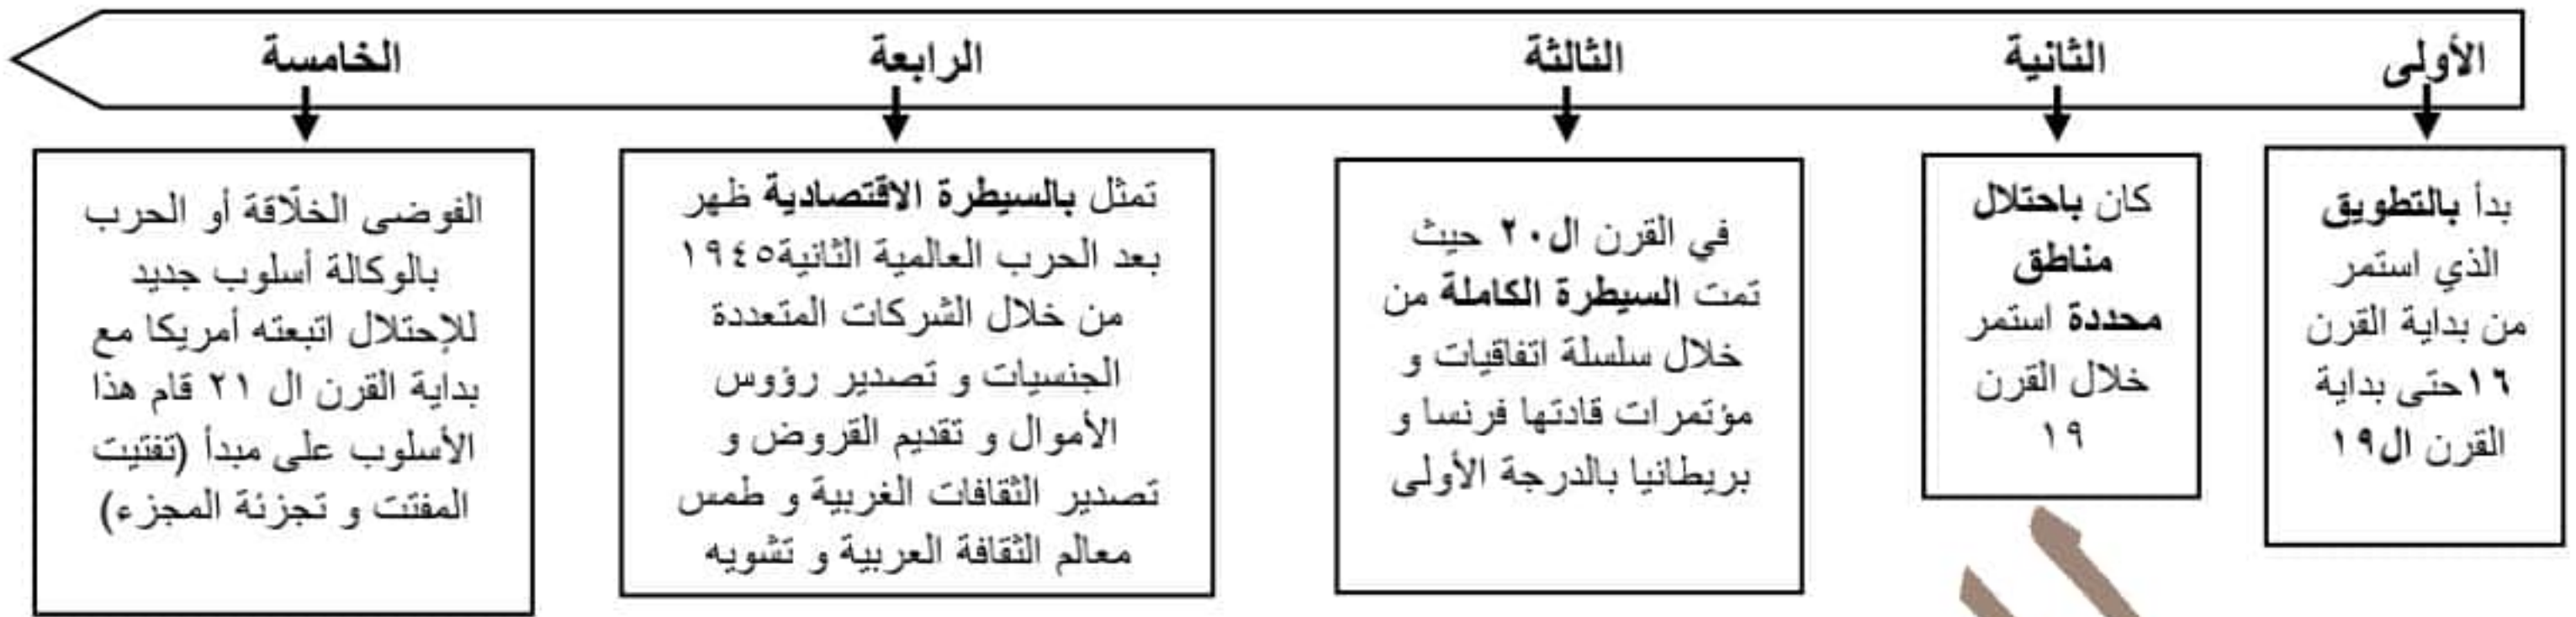 الأولى
الثانية
الثالثة
الرابعة
الخامسة
بدأ بالتطويق
الذي استمر
من بداية القرن
١٦حتى بداية
القرن ال١٩
كان باحتلال
مناطق
محددة استمر
خلال القرن
١٩
في القرن ال٢٠ حيث
تمت السيطرة الكاملة من
خلال سلسلة اتفاقيات و
مؤتمرات قادتها فرنسا و
بريطانيا بالدرجة الأولى
تمثل بالسيطرة الاقتصادية ظهر
بعد الحرب العالمية الثانية١٩٤٥
من خلال الشركات المتعددة
الجنسيات و تصدير رؤوس
الأموال و تقديم القروض و
تصدير الثقافات الغربية و طمس
معالم الثقافة العربية و تشويه
الفوضى الخلّاقة أو الحرب
بالوكالة أسلوب جديد
للإحتلال اتبعته أمريكا مع
بداية القرن ال ٢١ قام هذا
الأسلوب على مبدأ (تفتيت
المفتت و تجزئة المجزء)